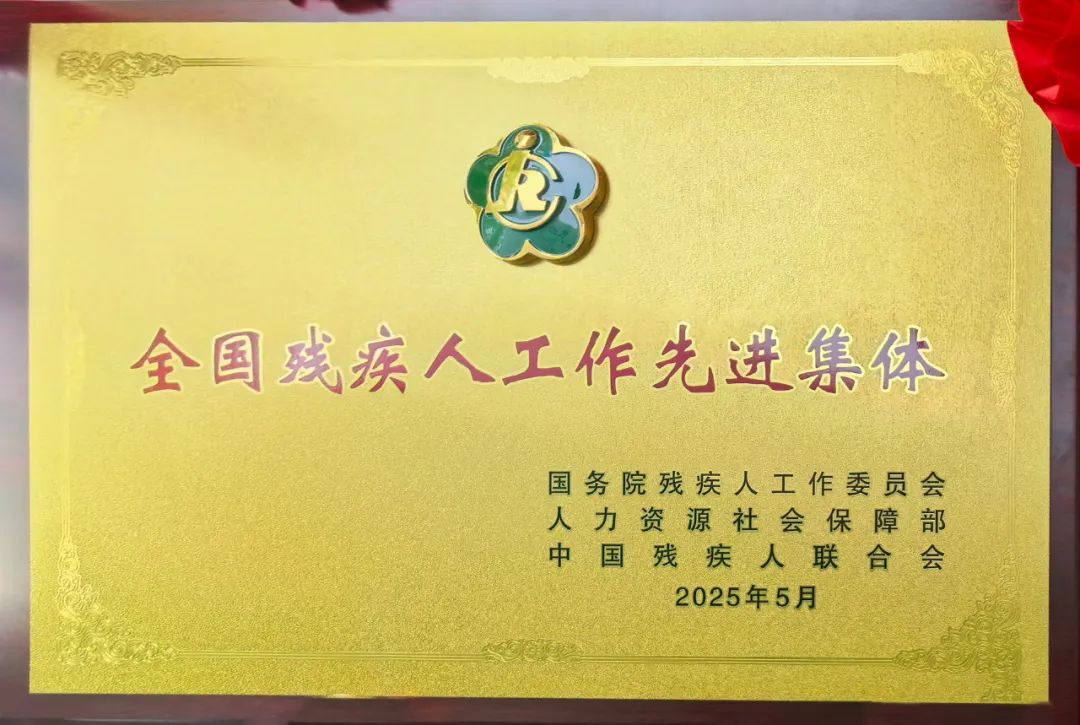 全国残疾人工作先进集体
国务院残疾人工作委员会
人力资源社会保障部
中国残疾人联合会
2025年5月